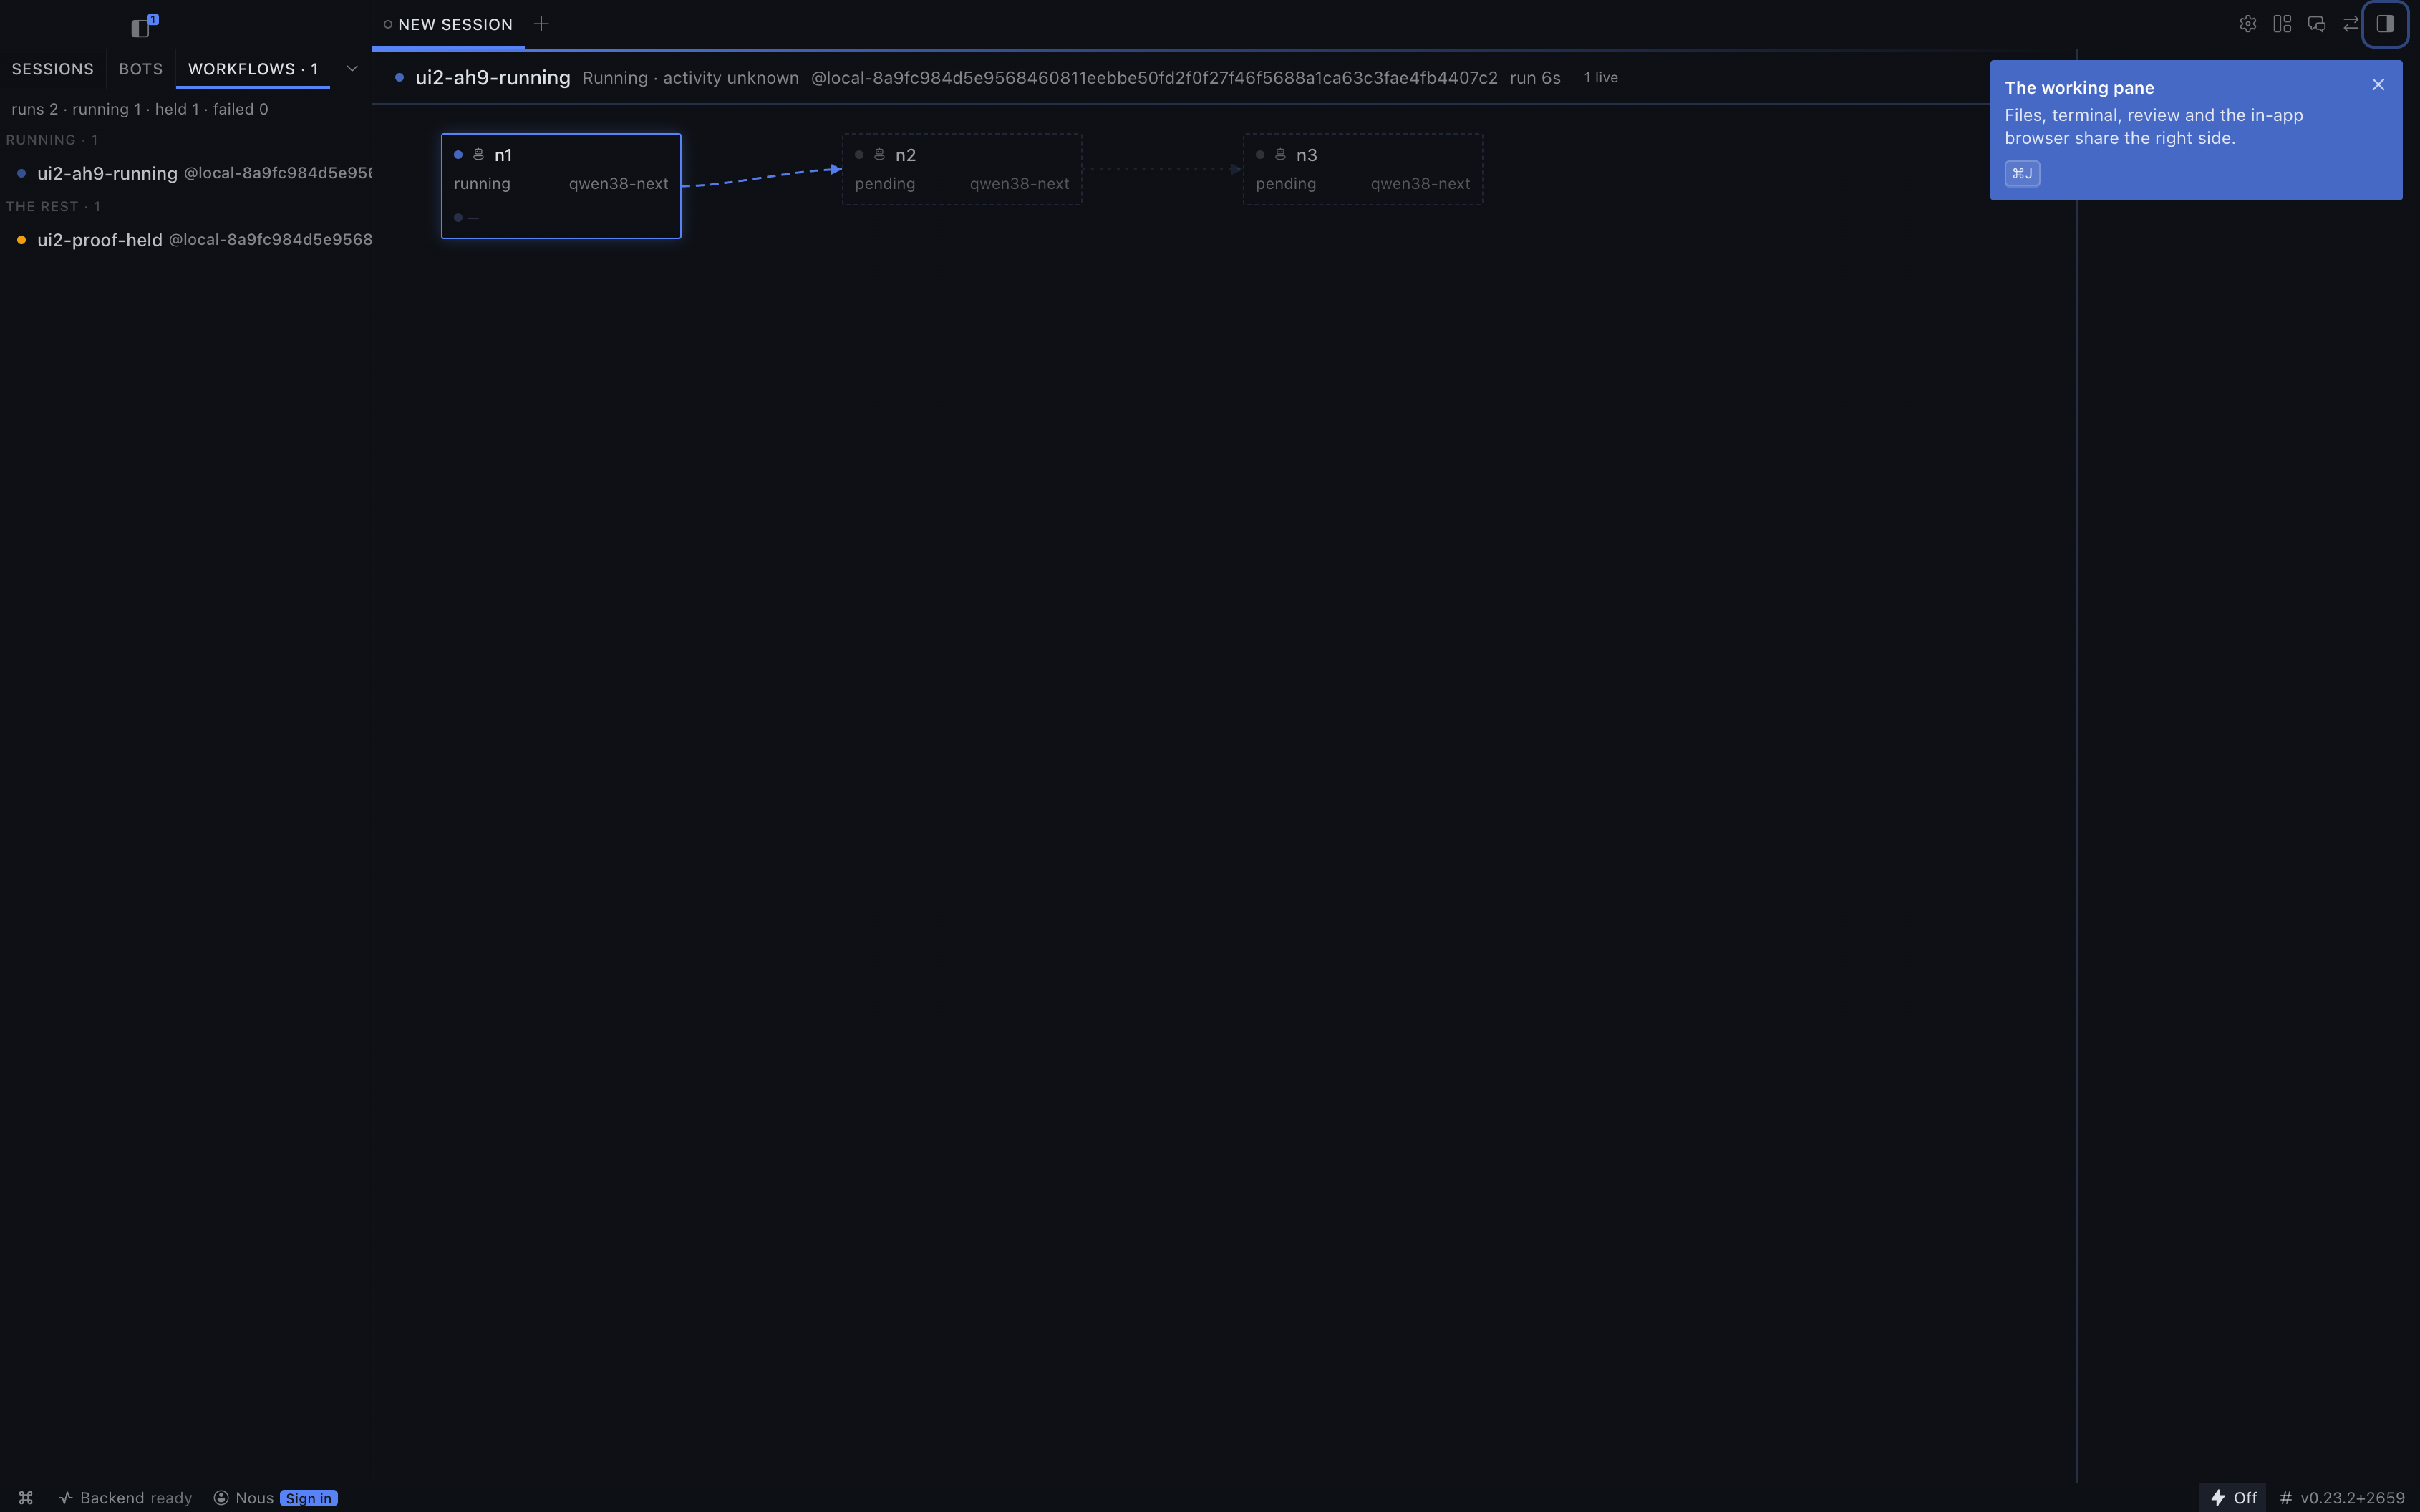 1
NEW SESSION
SESSIONS BOTS WORKFLOWS · 1
runs 2 · running 1 · held 1 · failed 0
RUNNING · 1
ui2-ah9-running @local-8a9fc984d5e956
THE REST · 1
ui2-proof-held @local-8a9fc984d5e9568
ui2-ah9-running Running · activity unknown @local-8a9fc984d5e9568460811eebbe50fd2f0f27f46f5688a1ca63c3fae4fb4407c2 run 6s 1 live
n1
running qwen38-next
—
n2
pending qwen38-next
n3
pending qwen38-next
The working pane
Files, terminal, review and the in-app
browser share the right side.
⌘J
⌘ Backend ready Nous Sign in
Off # v0.23.2+2659